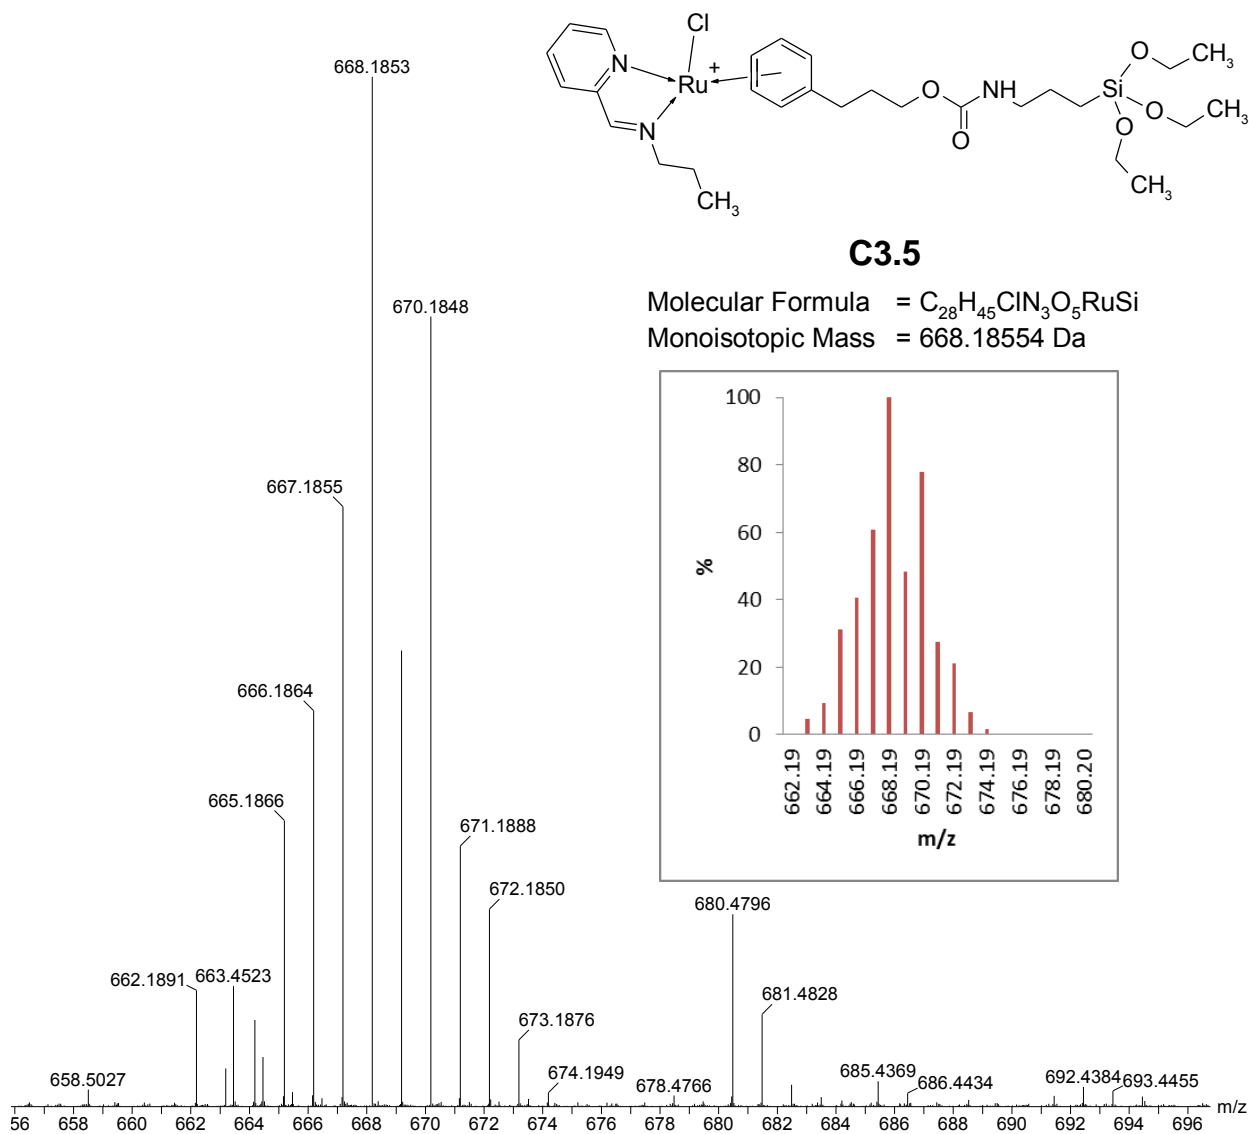 Cl
N
Ru
+
N
CH3
O
NH
O
Si
O
CH3
O
CH3
O
CH3
C3.5
Molecular Formula = C28H45ClN3O5RuSi
Monoisotopic Mass = 668.18554 Da
668.1853
670.1848
667.1855
666.1864
665.1866
671.1888
672.1850
680.4796
662.1891
663.4523
681.4828
673.1876
674.1949
658.5027
678.4766
685.4369
686.4434
692.4384
693.4455
100
80
60
40
20
0
%
662.19
664.19
666.19
668.19
670.19
672.19
674.19
676.19
678.19
680.20
m/z
56 660 662 664 666 668 670 672 674 676 678 680 682 684 686 688 690 692 694 696 m/z